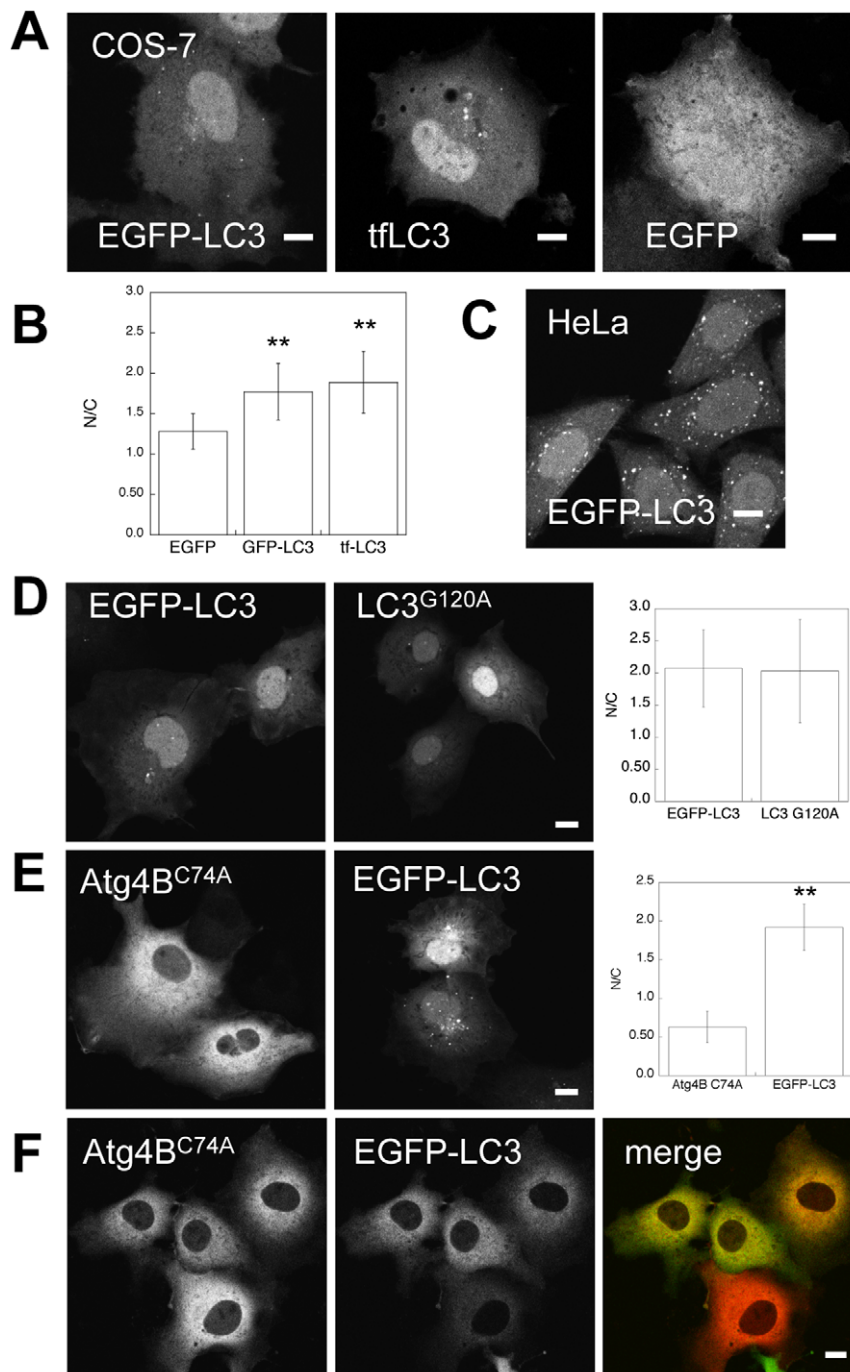 A
COS-7
EGFP-LC3
tfLC3
EGFP
B
3.0
2.5
2.0
1.5
1.0
0.50
0.0
N/C
**
**
EGFP
GFP-LC3
tf-LC3
C
HeLa
EGFP-LC3
D
EGFP-LC3
LC3G120A
3.0
2.5
2.0
1.5
1.0
0.50
0.0
N/C
EGFP-LC3
LC3 G120A
E
Atg4BC74A
EGFP-LC3
2.5
2.0
1.5
1.0
0.50
0.0
N/C
**
Atg4B C74A
EGFP-LC3
F
Atg4BC74A
EGFP-LC3
merge